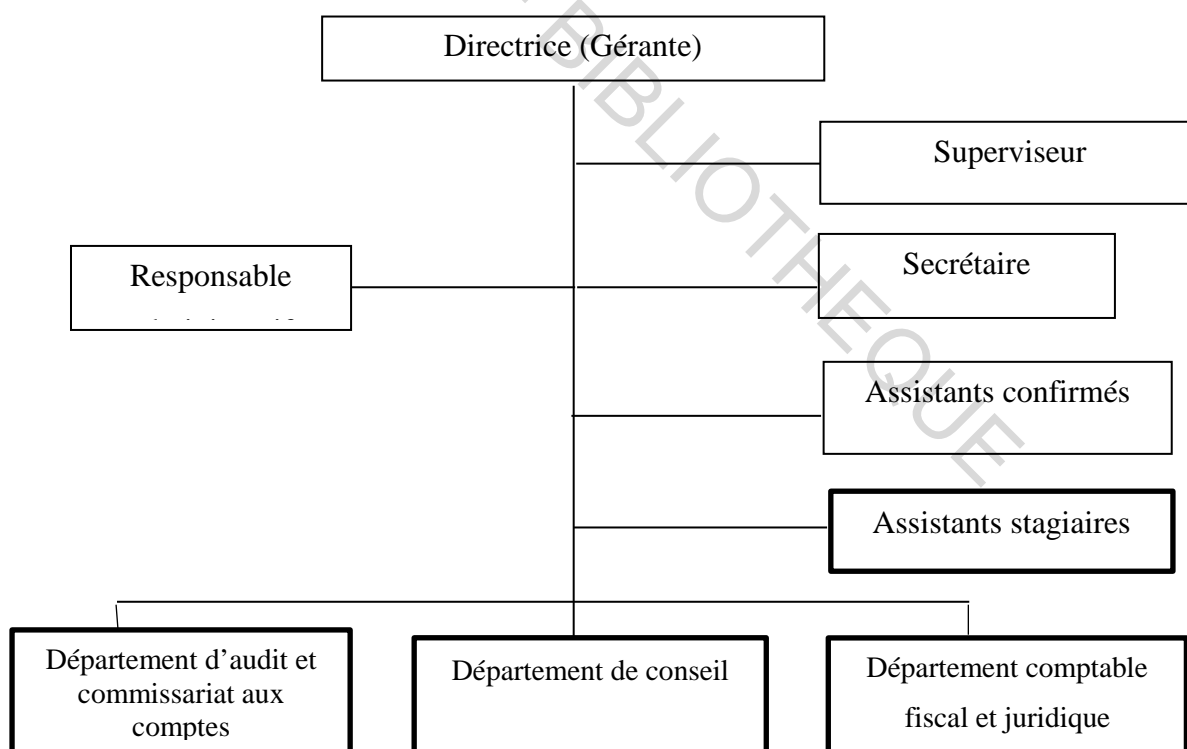 Directrice (Gérante)
BIBLIOTHEQUE
Superviseur
Responsable
Secrétaire
Assistants confirmés
Assistants stagiaires
Département d’audit et
commissariat aux
comptes
Département de conseil
Département comptable
fiscal et juridique